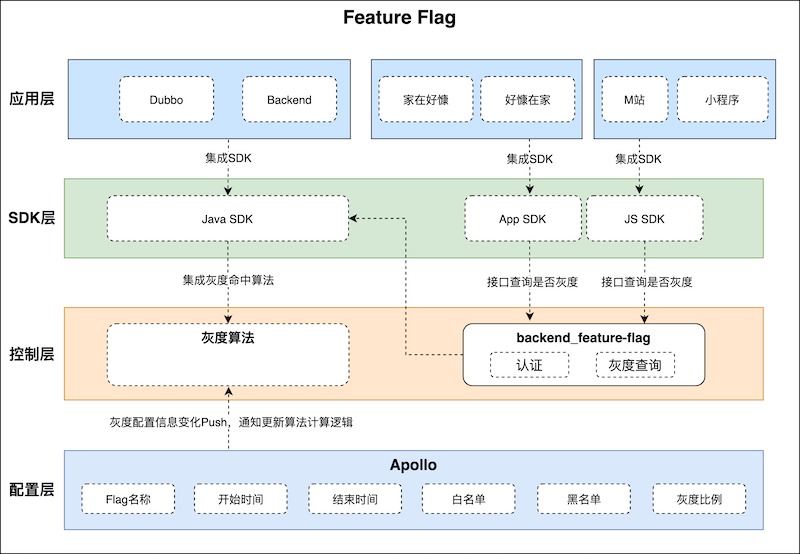 Feature Flag
应用层
Dubbo
Backend
家在好慷
好慷在家
M站
小程序
集成SDK
集成SDK
集成SDK
SDK层
Java SDK
App SDK
JS SDK
集成灰度命中算法
接口查询是否灰度
接口查询是否灰度
控制层
灰度算法
backend_feature-flag
认证
灰度查询
灰度配置信息变化Push，通知更新算法计算逻辑
配置层
Apollo
Flag名称
开始时间
结束时间
白名单
黑名单
灰度比例